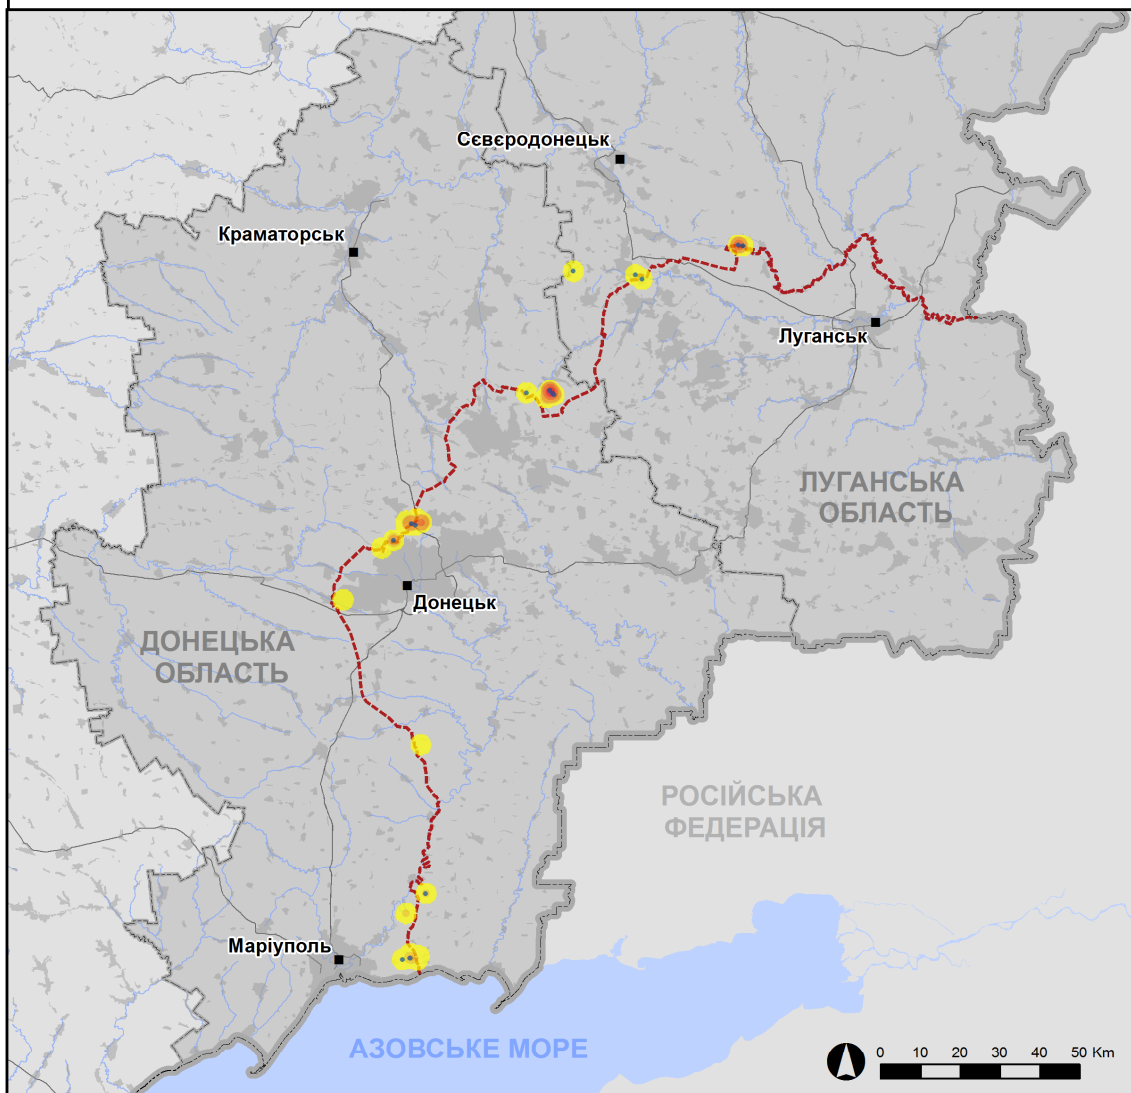 Сєвєродонецьк
Краматорськ
Луганськ
ЛУГАНСЬКА
ОБЛАСТЬ
Донецьк
ДОНЕЦЬКА
ОБЛАСТЬ
РОСІЙСЬКА
ФЕДЕРАЦІЯ
Маріуполь
АЗОВСЬКЕ МОРЕ
0 10 20 30 40 50 Km